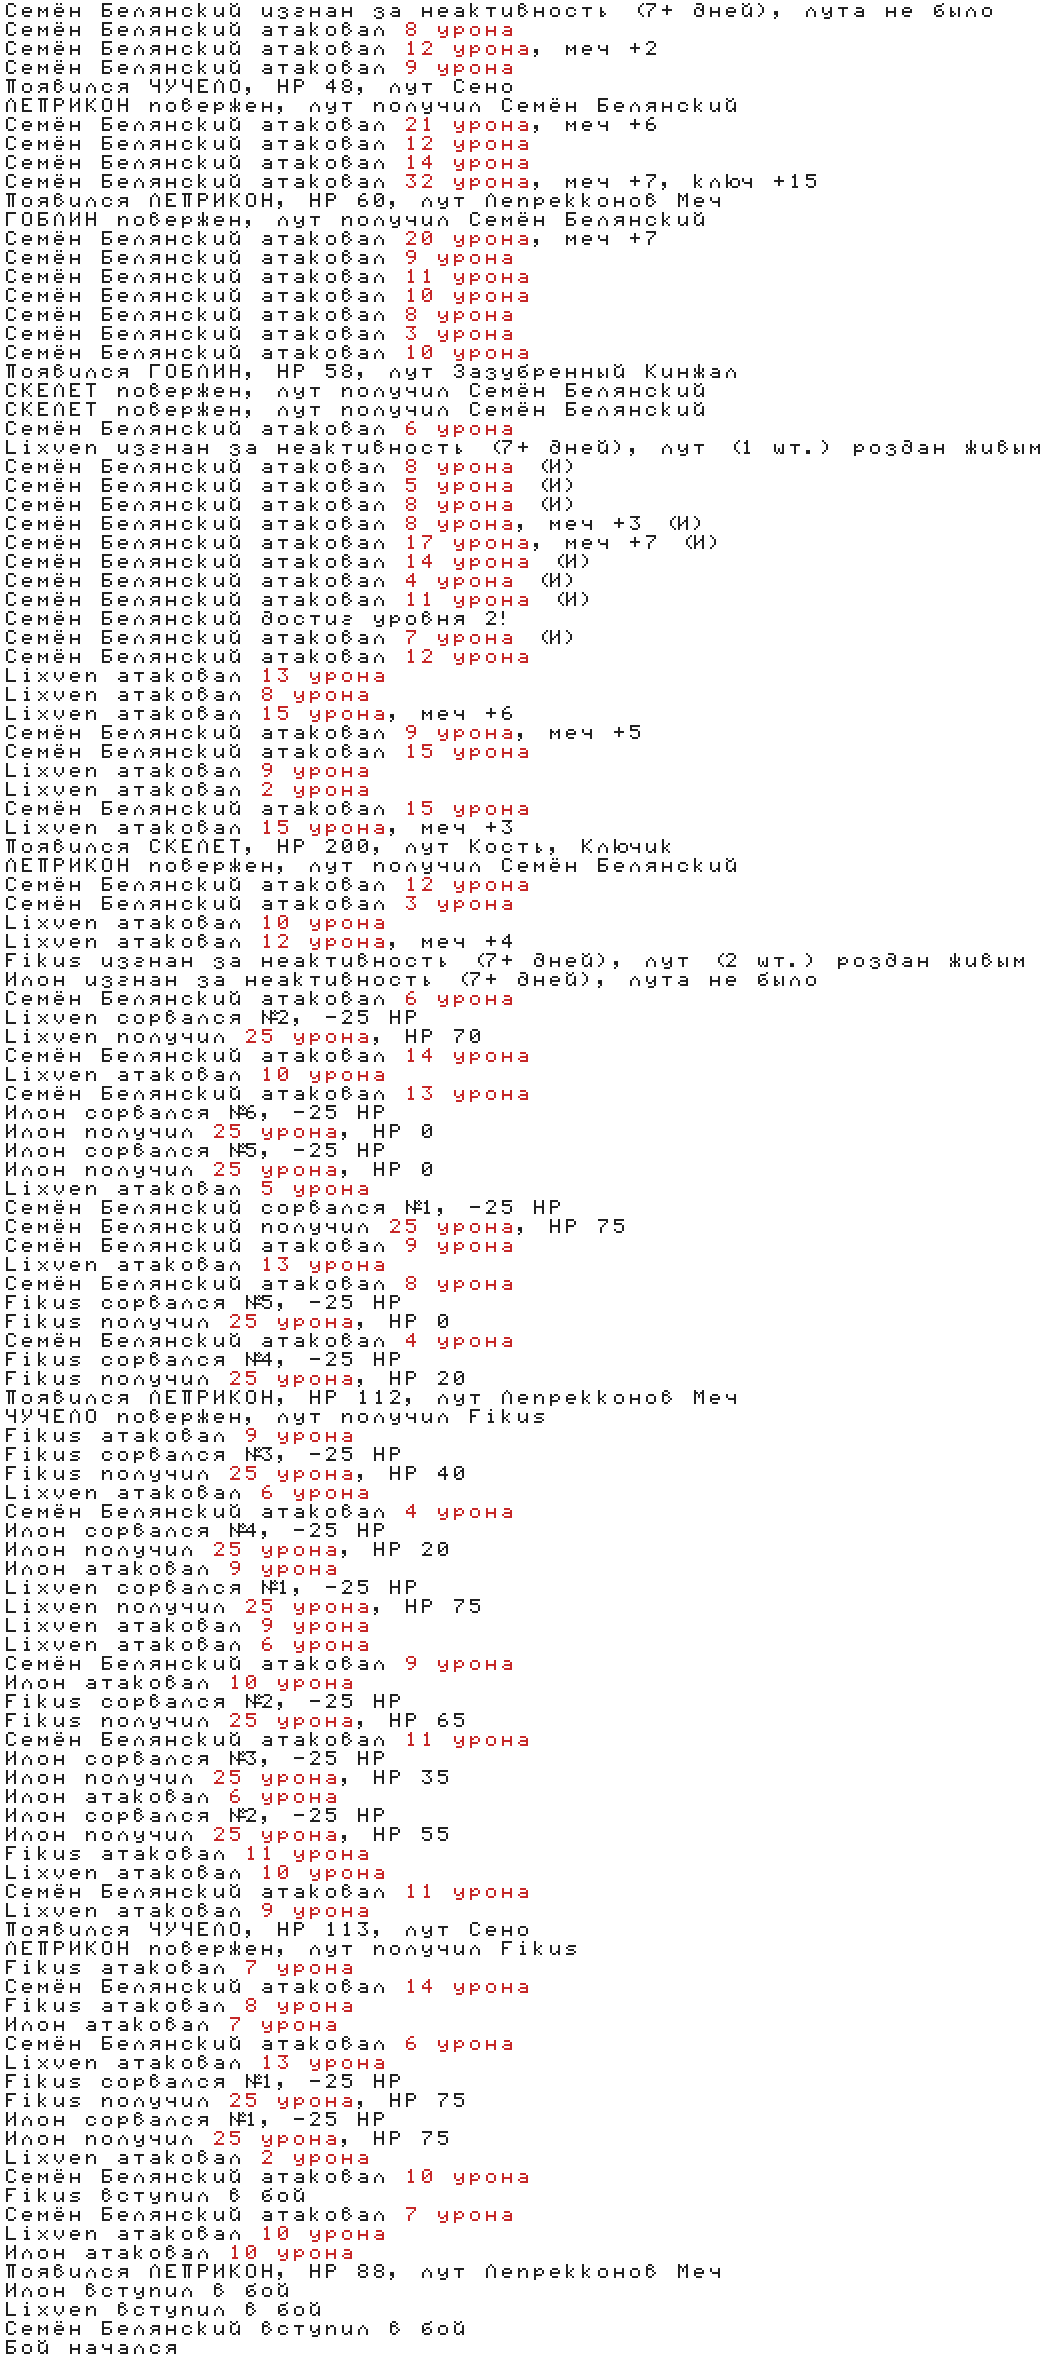 Семён Белянский изгнан за неактивность (7+ дней), лута не было
Семён Белянский атаковал 8 урона
Семён Белянский атаковал 12 урона, меч +2
Семён Белянский атаковал 9 урона
Появился ЧУЧЕЛО, HP 48, лут Сено
ЛЕПРИКОН повержен, лут получил Семён Белянский
Семён Белянский атаковал 21 урона, меч +6
Семён Белянский атаковал 12 урона
Семён Белянский атаковал 14 урона
Семён Белянский атаковал 32 урона, меч +7, ключ +15
Появился ЛЕПРИКОН, HP 60, лут Лепрекконов Меч
ГОБЛИН повержен, лут получил Семён Белянский
Семён Белянский атаковал 20 урона, меч +7
Семён Белянский атаковал 9 урона
Семён Белянский атаковал 11 урона
Семён Белянский атаковал 10 урона
Семён Белянский атаковал 8 урона
Семён Белянский атаковал 3 урона
Семён Белянский атаковал 10 урона
Появился ГОБЛИН, HP 58, лут Зазубренный Кинжал
СКЕЛЕТ повержен, лут получил Семён Белянский
СКЕЛЕТ повержен, лут получил Семён Белянский
Семён Белянский атаковал 6 урона
Lixven изгнан за неактивность (7+ дней), лут (1 шт.) роздан живым
Семён Белянский атаковал 8 урона (И)
Семён Белянский атаковал 5 урона (И)
Семён Белянский атаковал 8 урона (И)
Семён Белянский атаковал 8 урона, меч +3 (И)
Семён Белянский атаковал 17 урона, меч +7 (И)
Семён Белянский атаковал 14 урона (И)
Семён Белянский атаковал 4 урона (И)
Семён Белянский атаковал 11 урона (И)
Семён Белянский достиг уровня 2!
Семён Белянский атаковал 7 урона (И)
Семён Белянский атаковал 12 урона
Lixven атаковал 13 урона
Lixven атаковал 8 урона
Lixven атаковал 15 урона, меч +6
Семён Белянский атаковал 9 урона, меч +5
Семён Белянский атаковал 15 урона
Lixven атаковал 9 урона
Lixven атаковал 2 урона
Семён Белянский атаковал 15 урона
Lixven атаковал 15 урона, меч +3
Появился СКЕЛЕТ, HP 200, лут Кость, Ключик
ЛЕПРИКОН повержен, лут получил Семён Белянский
Семён Белянский атаковал 12 урона
Семён Белянский атаковал 3 урона
Lixven атаковал 10 урона
Lixven атаковал 12 урона, меч +4
Fikus изгнан за неактивность (7+ дней), лут (2 шт.) роздан живым
Илон изгнан за неактивность (7+ дней), лута не было
Семён Белянский атаковал 6 урона
Lixven сорвался №2, -25 HP
Lixven получил 25 урона, HP 70
Семён Белянский атаковал 14 урона
Lixven атаковал 10 урона
Семён Белянский атаковал 13 урона
Илон сорвался №6, -25 HP
Илон получил 25 урона, HP 0
Илон сорвался №5, -25 HP
Илон получил 25 урона, HP 0
Lixven атаковал 5 урона
Семён Белянский сорвался №1, -25 HP
Семён Белянский получил 25 урона, HP 75
Семён Белянский атаковал 9 урона
Lixven атаковал 13 урона
Семён Белянский атаковал 8 урона
Fikus сорвался №5, -25 HP
Fikus получил 25 урона, HP 0
Семён Белянский атаковал 4 урона
Fikus сорвался №4, -25 HP
Fikus получил 25 урона, HP 20
Появился ЛЕПРИКОН, HP 112, лут Лепрекконов Меч
ЧУЧЕЛО повержен, лут получил Fikus
Fikus атаковал 9 урона
Fikus сорвался №3, -25 HP
Fikus получил 25 урона, HP 40
Lixven атаковал 6 урона
Семён Белянский атаковал 4 урона
Илон сорвался №4, -25 HP
Илон получил 25 урона, HP 20
Илон атаковал 9 урона
Lixven сорвался №1, -25 HP
Lixven получил 25 урона, HP 75
Lixven атаковал 9 урона
Lixven атаковал 6 урона
Семён Белянский атаковал 9 урона
Илон атаковал 10 урона
Fikus сорвался №2, -25 HP
Fikus получил 25 урона, HP 65
Семён Белянский атаковал 11 урона
Илон сорвался №3, -25 HP
Илон получил 25 урона, HP 35
Илон атаковал 6 урона
Илон сорвался №2, -25 HP
Илон получил 25 урона, HP 55
Fikus атаковал 11 урона
Lixven атаковал 10 урона
Семён Белянский атаковал 11 урона
Lixven атаковал 9 урона
Появился ЧУЧЕЛО, HP 113, лут Сено
ЛЕПРИКОН повержен, лут получил Fikus
Fikus атаковал 7 урона
Семён Белянский атаковал 14 урона
Fikus атаковал 8 урона
Илон атаковал 7 урона
Семён Белянский атаковал 6 урона
Lixven атаковал 13 урона
Fikus сорвался №1, -25 HP
Fikus получил 25 урона, HP 75
Илон сорвался №1, -25 HP
Илон получил 25 урона, HP 75
Lixven атаковал 2 урона
Семён Белянский атаковал 10 урона
Fikus вступил в бой
Семён Белянский атаковал 7 урона
Lixven атаковал 10 урона
Илон атаковал 10 урона
Появился ЛЕПРИКОН, HP 88, лут Лепрекконов Меч
Илон вступил в бой
Lixven вступил в бой
Семён Белянский вступил в бой
Бой начался